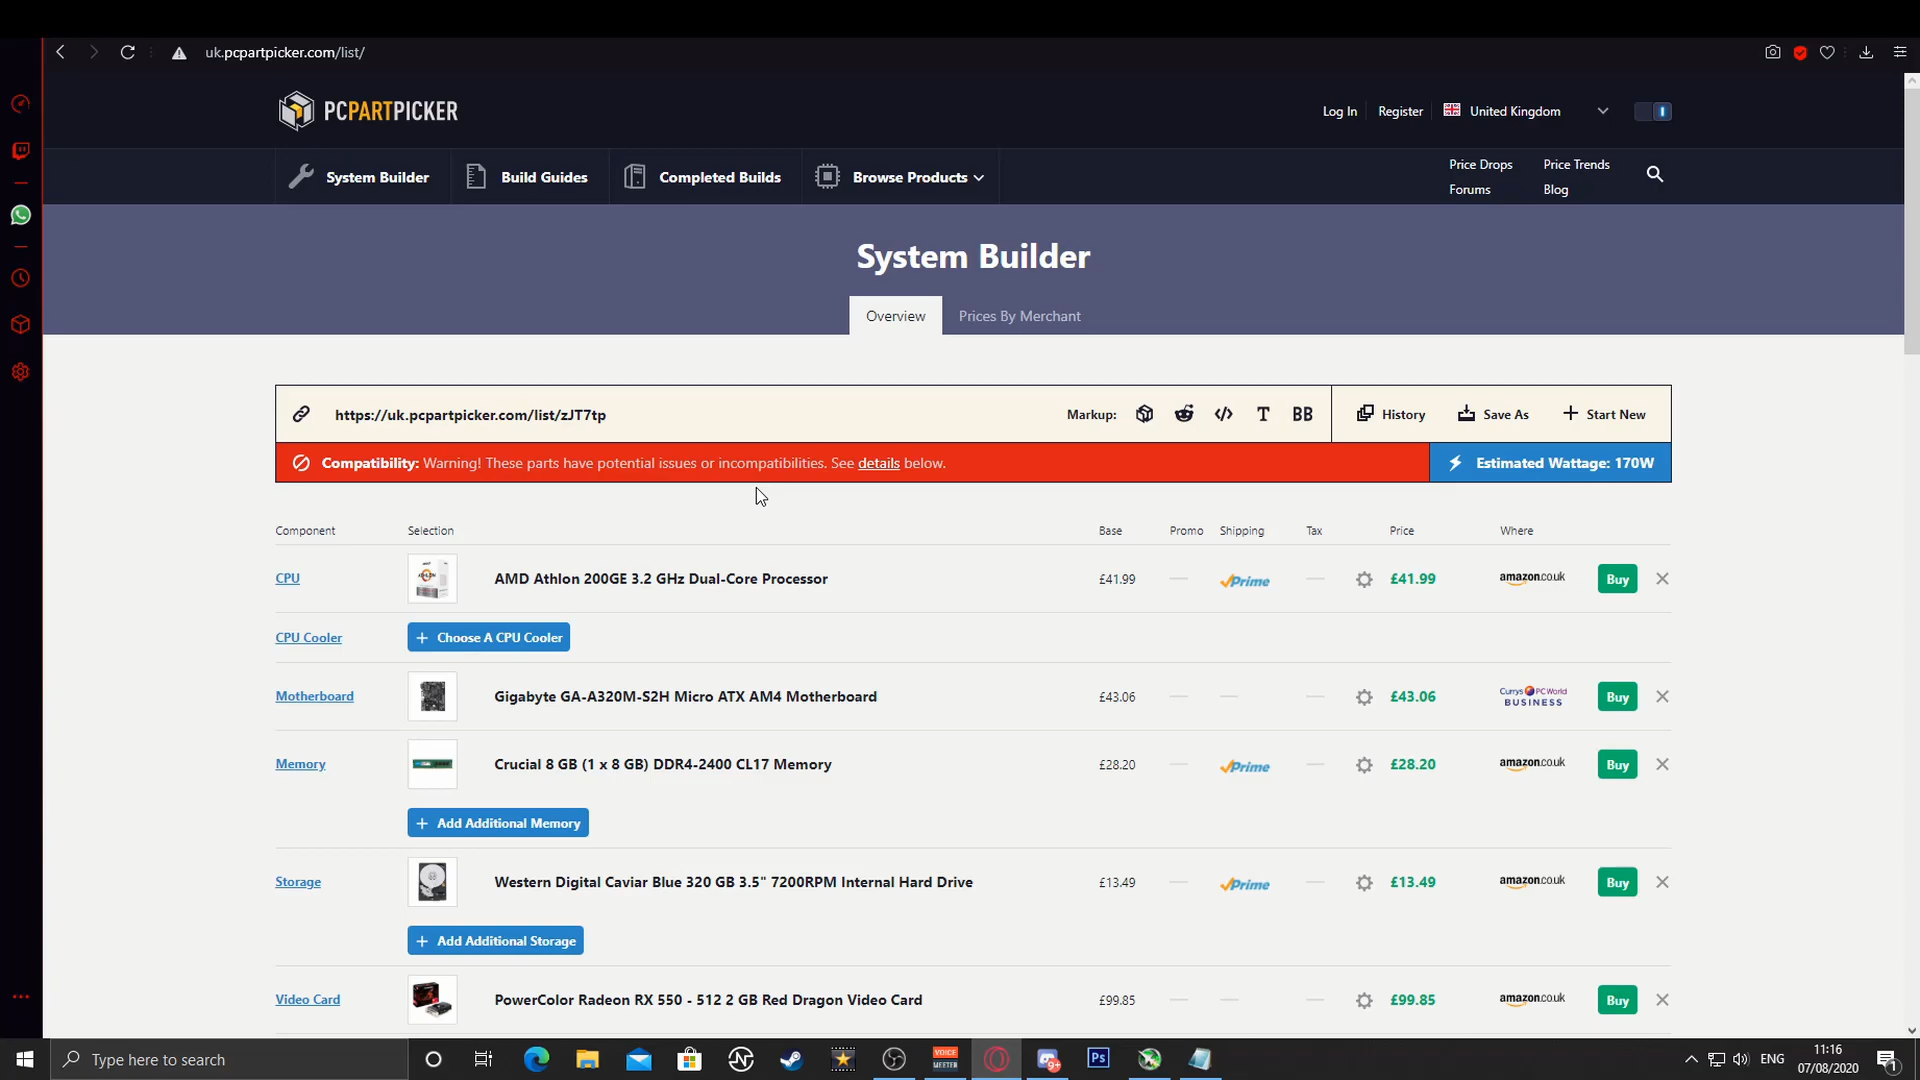 uk.pcpartpicker.com/list/
PCPARTPICKER
Log In
Register
United Kingdom
System Builder
Build Guides
Completed Builds
Browse Products
Price Drops
Price Trends
Forums
Blog
System Builder
Overview
Prices By Merchant
https://uk.pcpartpicker.com/list/zJT7tp
Markup:
T
BB
History
Save As
Start New
Compatibility: Warning! These parts have potential issues or incompatibilities. See details below.
Estimated Wattage: 170W
Component Selection Base Promo Shipping Tax Price Where
CPU AMD Athlon 200GE 3.2 GHz Dual-Core Processor £41.99 — Prime — £41.99 amazon.co.uk Buy
CPU Cooler + Choose A CPU Cooler
Motherboard Gigabyte GA-A320M-S2H Micro ATX AM4 Motherboard £43.06 — — — £43.06 Currys PC World BUSINESS Buy
Memory Crucial 8 GB (1 x 8 GB) DDR4-2400 CL17 Memory £28.20 — Prime — £28.20 amazon.co.uk Buy
+ Add Additional Memory
Storage Western Digital Caviar Blue 320 GB 3.5" 7200RPM Internal Hard Drive £13.49 — Prime — £13.49 amazon.co.uk Buy
+ Add Additional Storage
Video Card PowerColor Radeon RX 550 - 512 2 GB Red Dragon Video Card £99.85 — — — £99.85 amazon.co.uk Buy
Type here to search
VOICE MEETER
9+
Ps
ENG
11:16
07/08/2020
1